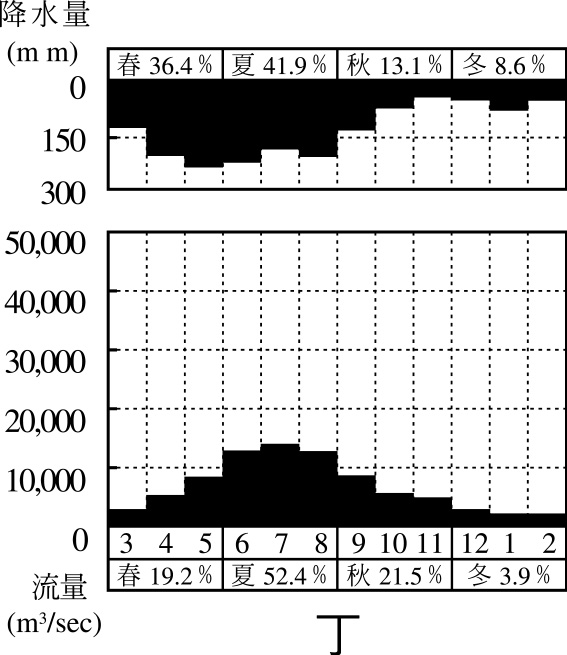 降水量
(m m)
春 36.4 % 夏 41.9 % 秋 13.1 % 冬 8.6 %
0
150
300
50,000
40,000
30,000
20,000
10,000
0
3 4 5 6 7 8 9 10 11 12 1 2
春 19.2 % 夏 52.4 % 秋 21.5 % 冬 3.9 %
流量
(m³/sec)
丁